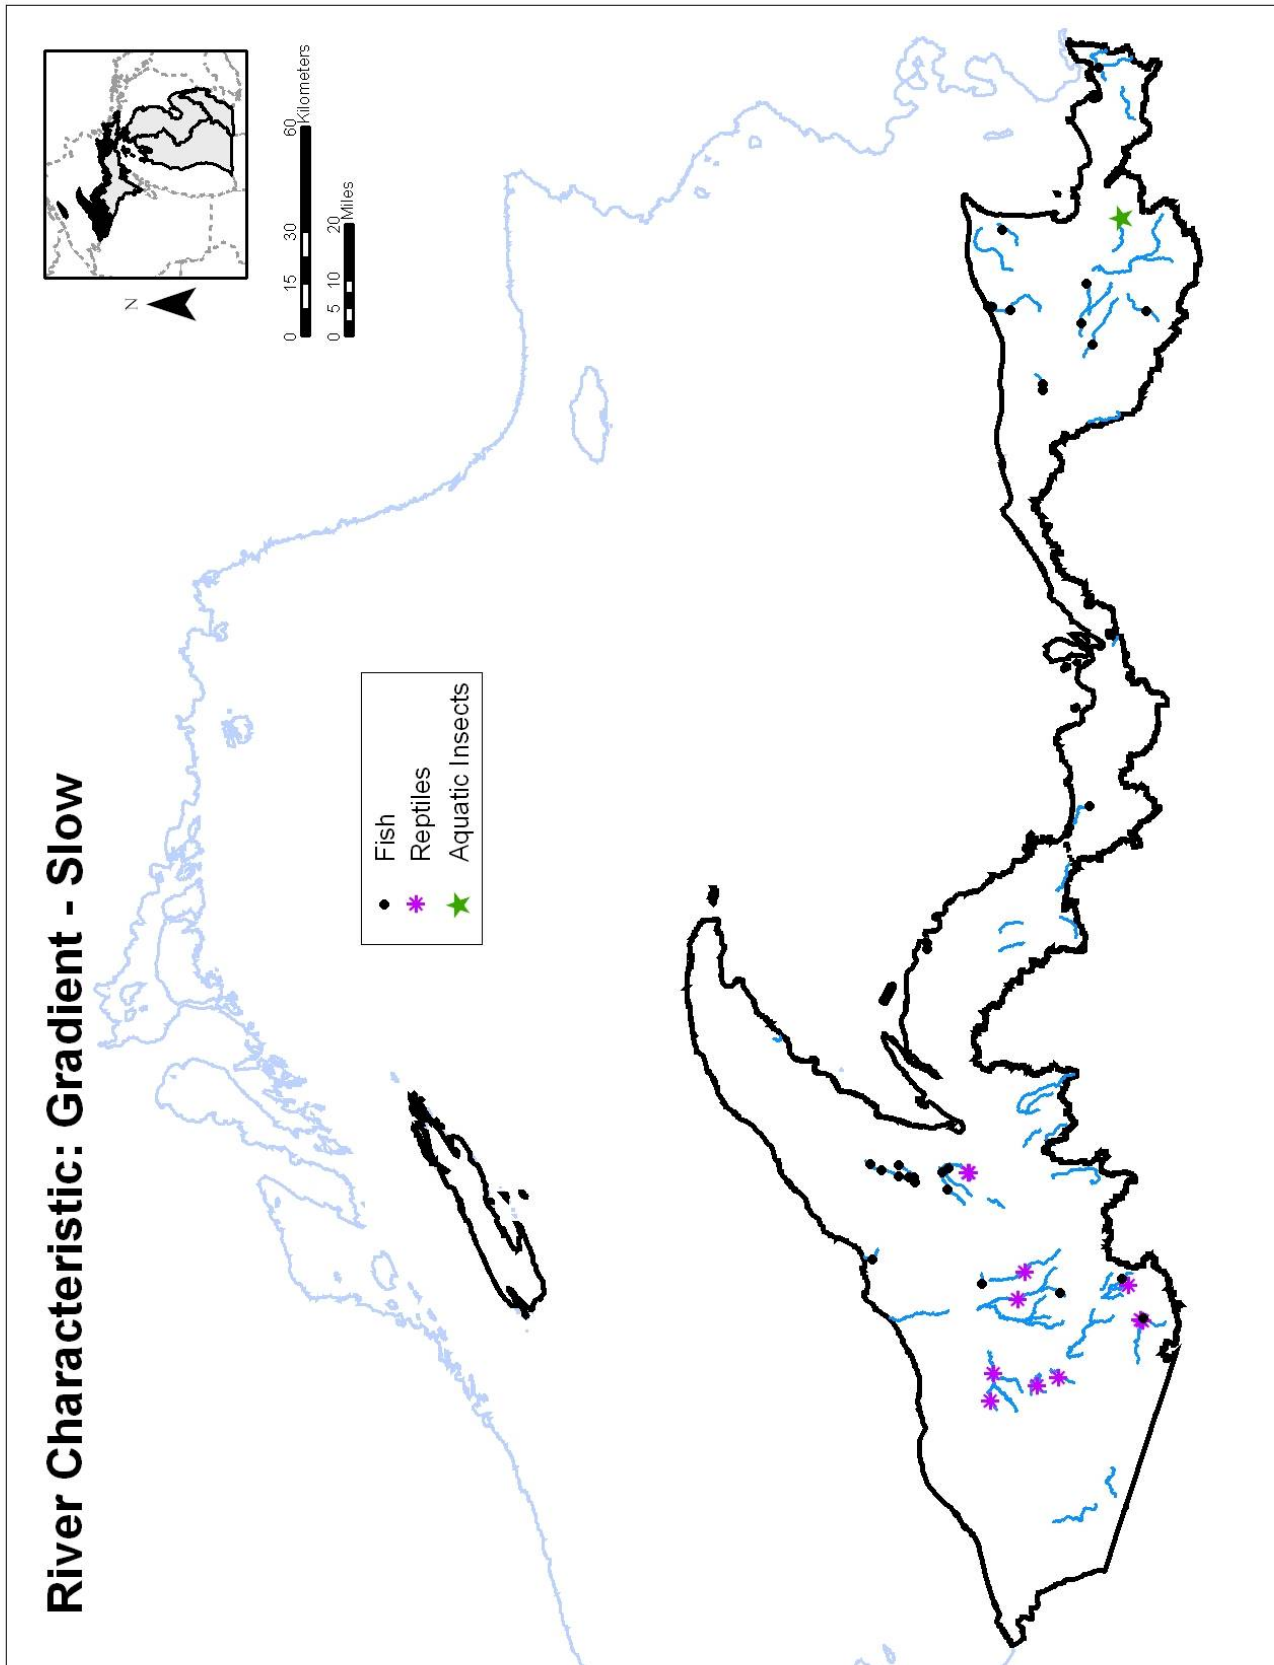 River Characteristic: Gradient - Slow
Fish
Reptiles
Aquatic Insects
N
0 15 30 60
Kilometers
0 5 10 20
Miles